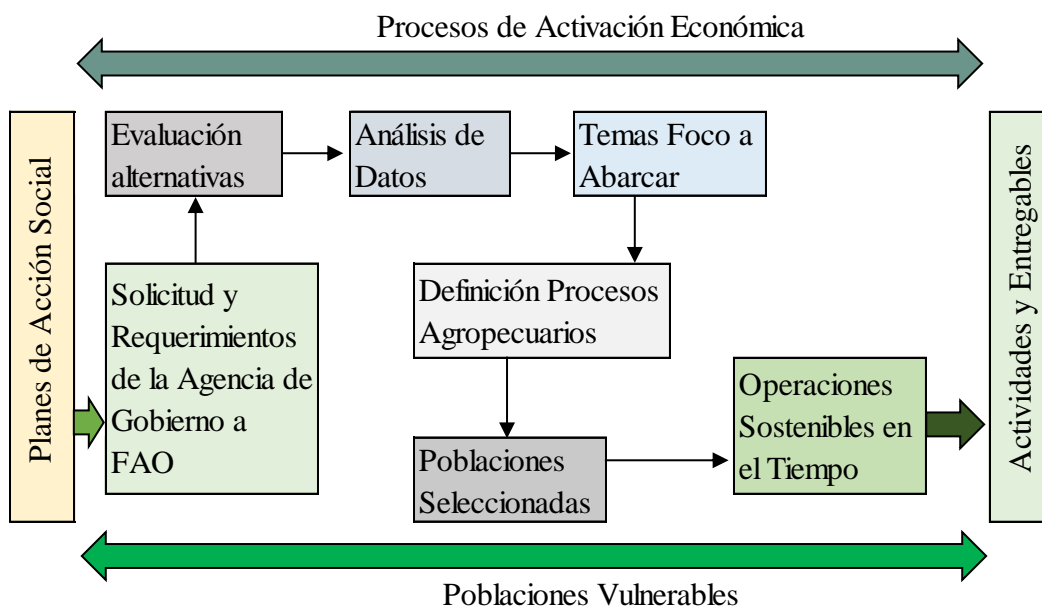 Procesos de Activación Económica
Planes de Acción Social
Evaluación
alternativas
Análisis de
Datos
Temas Foco a
Abarcar
Solicitud y
Requerimientos
de la Agencia de
Gobierno a
FAO
Definición Procesos
Agropecuarios
Poblaciones
Seleccionadas
Operaciones
Sostenibles en
el Tiempo
Actividades y Entregables
Poblaciones Vulnerables